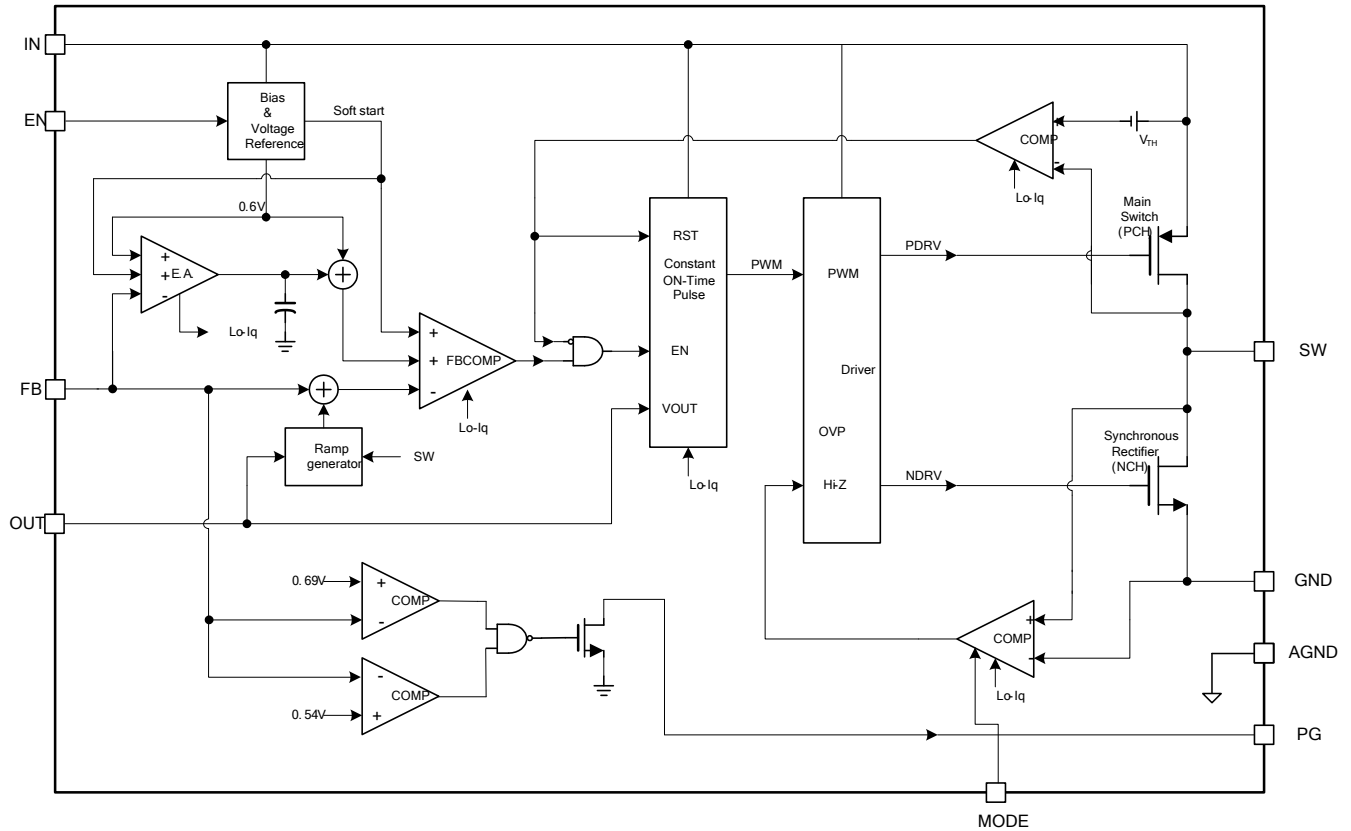 IN
EN
Bias
&
Voltage
Reference
Soft start
0.6V
+
+
-
E.A.
Lo-Iq
+
FB
+
Ramp
generator
SW
OUT
+
+
-
FBCOMP
Lo-Iq
RST
Constant
ON-Time
Pulse
EN
VOUT
Lo-Iq
PWM
PWM
Driver
OVP
Hi-Z
PDRV
NDRV
+
COMP
-
Lo-Iq
VTH
Main
Switch
(PCH)
SW
Synchronous
Rectifier
(NCH)
GND
AGND
PG
+
COMP
-
Lo-Iq
MODE
0.69V
+
COMP
-
-
COMP
0.54V
+